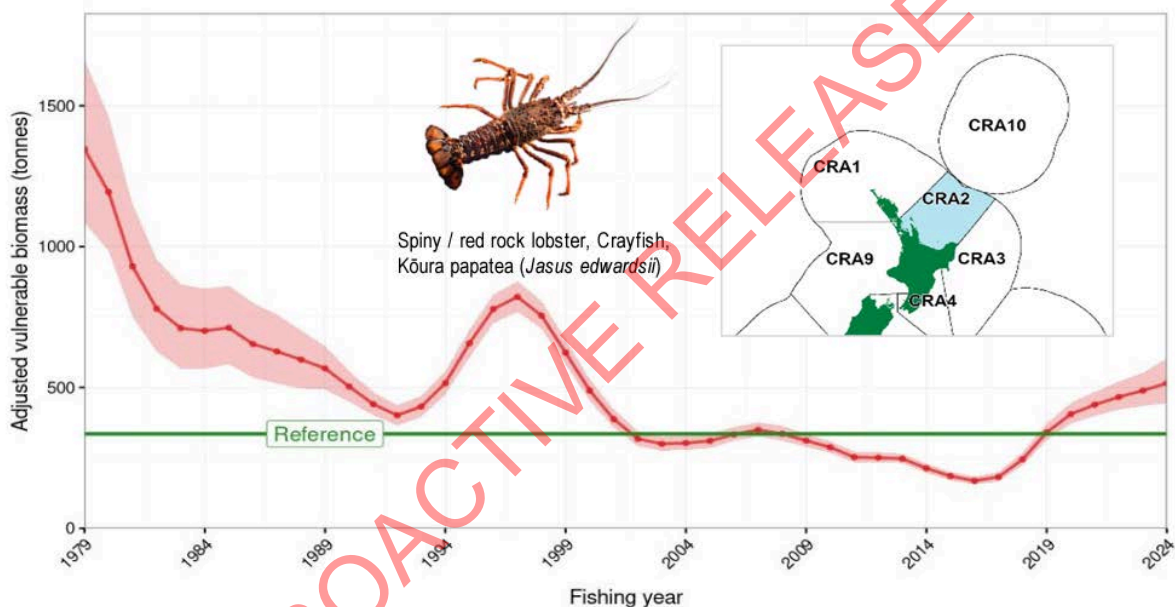 Adjusted vulnerable biomass (tonnes)
1500
1000
500
0
Reference
Spiny / red rock lobster, Crayfish,
Kōura papatea (Jasus edwardsii)
CRA10
CRA1
CRA2
CRA9
CRA3
CRA4
1979
1984
1989
1994
1999
2004
2009
2014
2019
2024
Fishing year
OACTIVE RELEASE